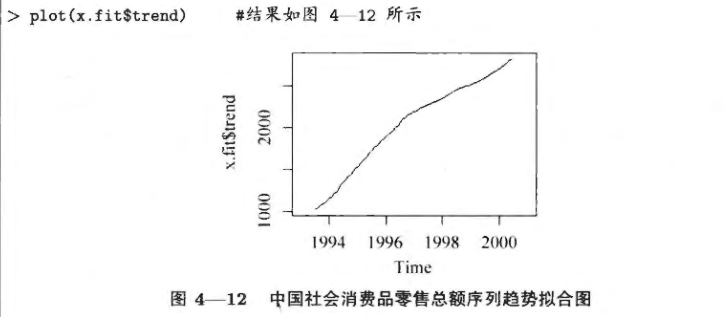 > plot(x.fit$trend) #结果如图 4—12 所示
x.fit$trend
2000
1000
1994 1996 1998 2000
Time
图 4—12 中国社会消费品零售总额序列趋势拟合图